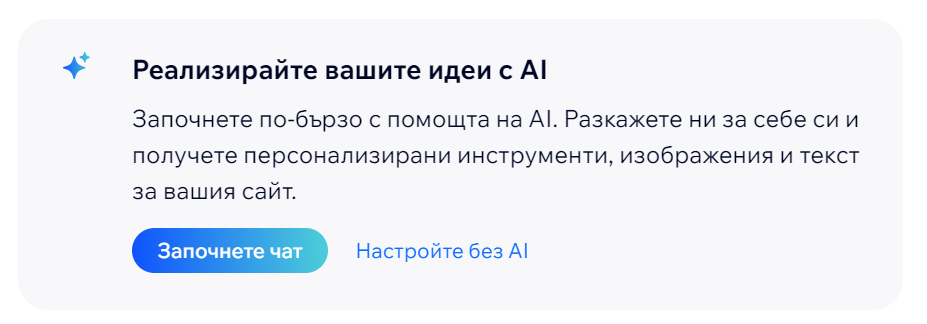 Реализирайте вашите идеи с AI
Започнете по-бързо с помощта на AI. Разкажете ни за себе си и
получете персонализирани инструменти, изображения и текст
за вашия сайт.
Започнете чат
Настройте без AI